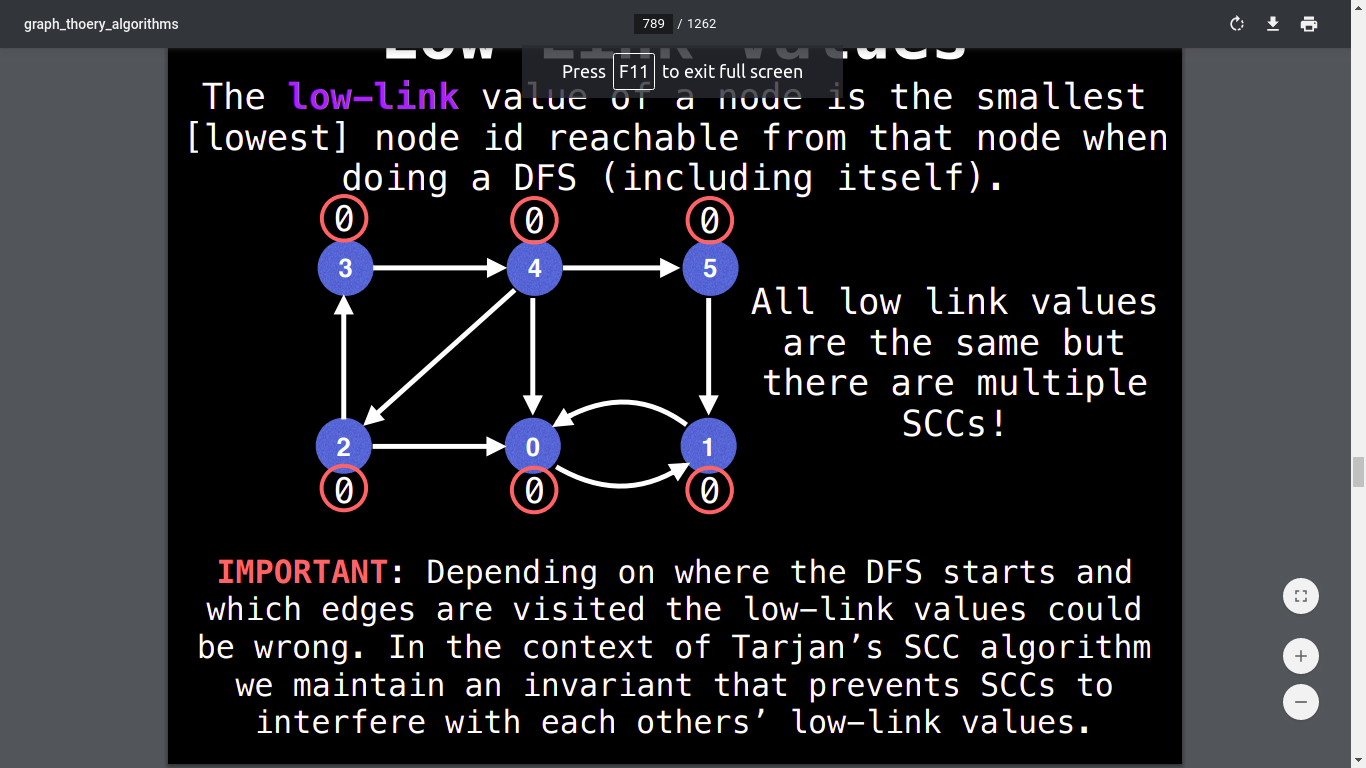 graph_thoery_algorithms
789 / 1262
Low Link Values
Press F11 to exit full screen
The low-link value of a node is the smallest
[lowest] node id reachable from that node when
doing a DFS (including itself).
0 0 0
3 4 5
All low link values
are the same but
there are multiple
SCCs!
2 0 1
0 0 0
IMPORTANT: Depending on where the DFS starts and
which edges are visited the low-link values could
be wrong. In the context of Tarjan’s SCC algorithm
we maintain an invariant that prevents SCCs to
interfere with each others’ low-link values.